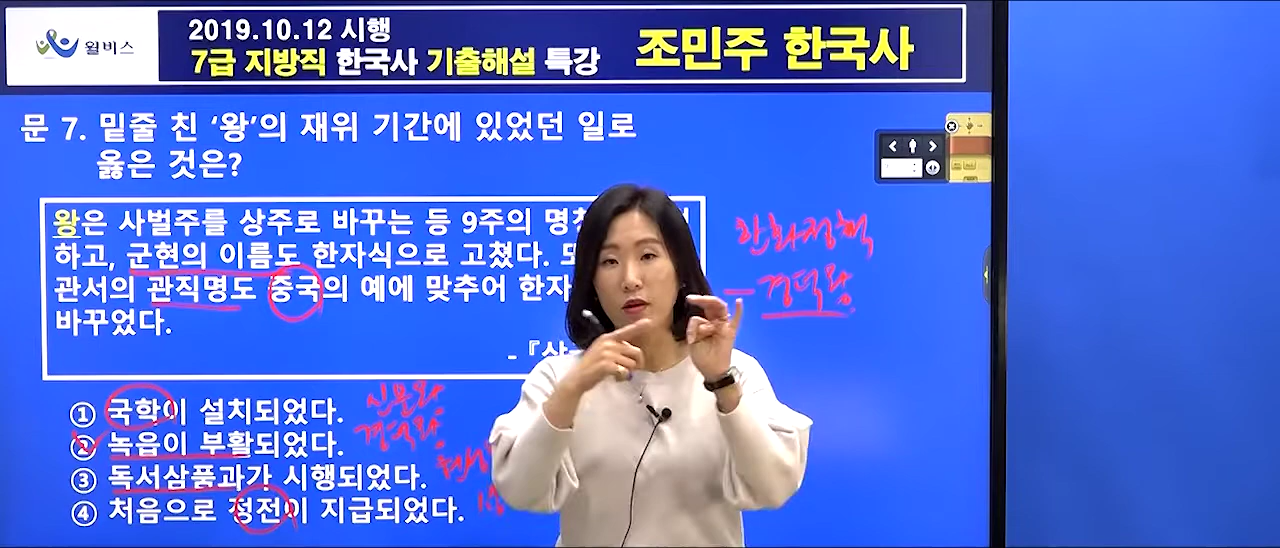 윌비스
2019.10.12 시행
7급 지방직 한국사 기출해설 특강
조민주 한국사
문 7. 밑줄 친 ‘왕’의 재위 기간에 있었던 일로
옳은 것은?
왕은 사벌주를 상주로 바꾸는 등 9주의
하고, 군현의 이름도 한자식으로 고쳤다.
관서의 관직명도 중국의 예에 맞추어
바꾸었다.
한화정책
- 경덕왕
① 국학이 설치되었다.
신문왕
② 녹읍이 부활되었다.
경덕왕
③ 독서삼품과가 시행되었다.
④ 처음으로 정전이 지급되었다.